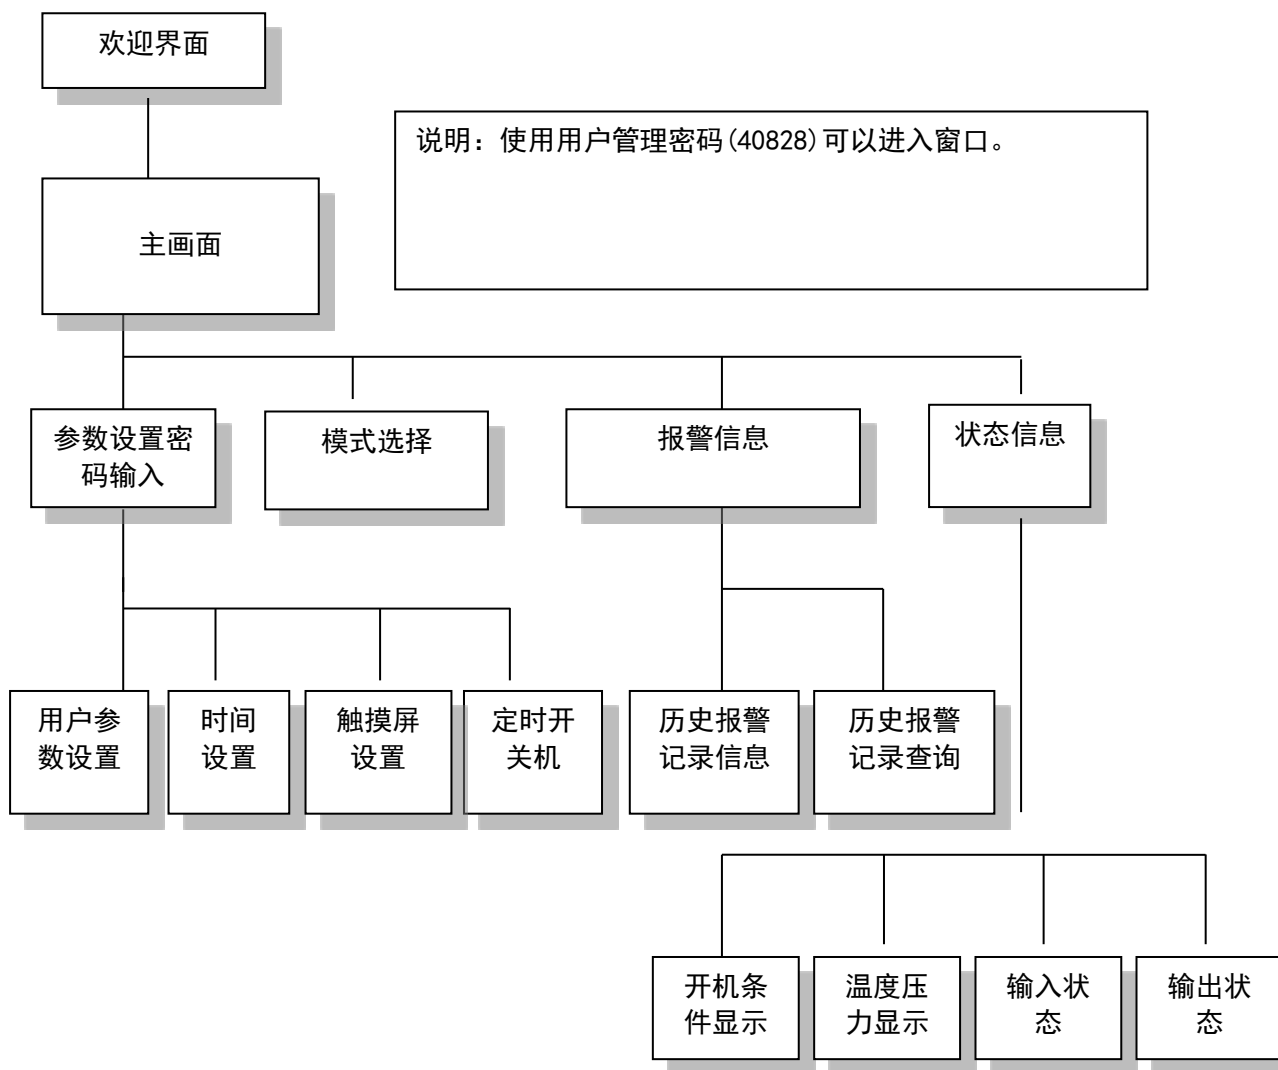 欢迎界面
说明：使用用户管理密码(40828)可以进入窗口。
主画面
参数设置密
码输入
模式选择
报警信息
状态信息
用户参
数设置
时间
设置
触摸屏
设置
定时开
关机
历史报警
记录信息
历史报警
记录查询
开机条
件显示
温度压
力显示
输入状
态
输出状
态